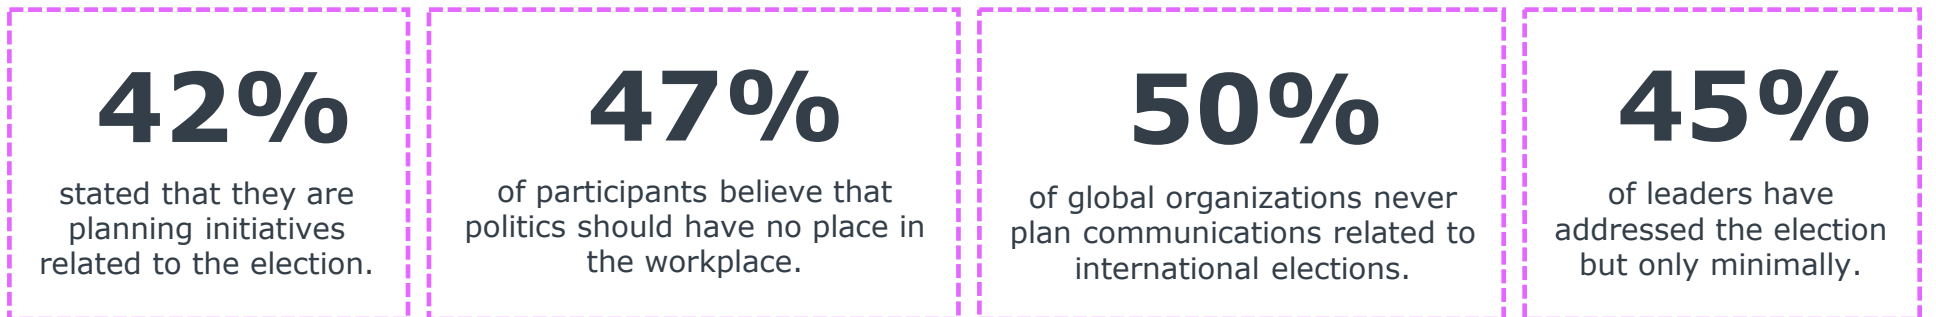 42%
stated that they are
planning initiatives
related to the election.
47%
of participants believe that
politics should have no place in
the workplace.
50%
of global organizations never
plan communications related to
international elections.
45%
of leaders have
addressed the election
but only minimally.